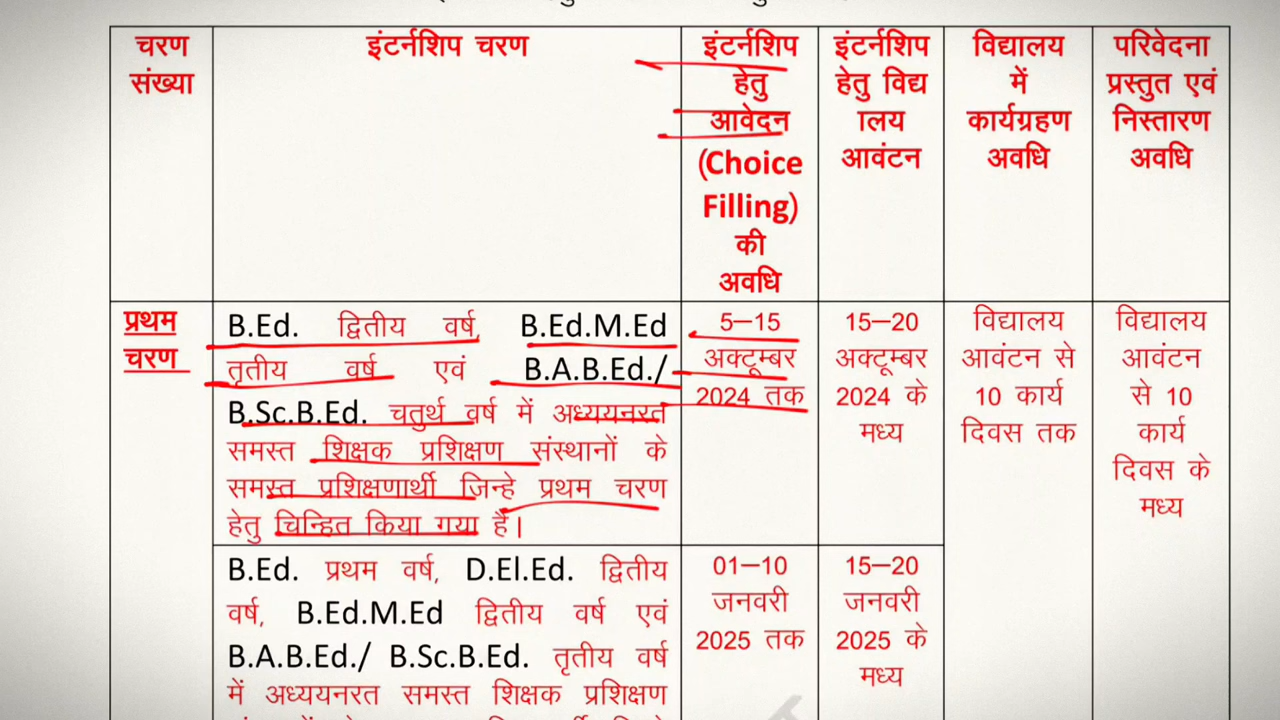 चरण संख्या
इंटर्नशिप चरण
इंटर्नशिप हेतु आवेदन (Choice Filling) की अवधि
इंटर्नशिप हेतु विद्यालय आवंटन
विद्यालय में कार्यग्रहण अवधि
परिवेदना प्रस्तुत एवं निस्तारण अवधि
प्रथम चरण
B.Ed. द्वितीय वर्ष, B.Ed.M.Ed
तृतीय वर्ष एवं B.A.B.Ed./
B.Sc.B.Ed. चतुर्थ वर्ष में अध्ययनरत
समस्त शिक्षक प्रशिक्षण संस्थानों के
समस्त प्रशिक्षणार्थी जिन्हे प्रथम चरण
हेतु चिन्हित किया गया है।
5–15
अक्टूम्बर
2024 तक
15–20
अक्टूम्बर
2024 के
मध्य
विद्यालय
आवंटन से
10 कार्य
दिवस तक
विद्यालय
आवंटन
से 10
कार्य
दिवस के
मध्य
B.Ed. प्रथम वर्ष, D.El.Ed. द्वितीय
वर्ष, B.Ed.M.Ed द्वितीय वर्ष एवं
B.A.B.Ed./ B.Sc.B.Ed. तृतीय वर्ष
में अध्ययनरत समस्त शिक्षक प्रशिक्षण
01–10
जनवरी
2025 तक
15–20
जनवरी
2025 के
मध्य